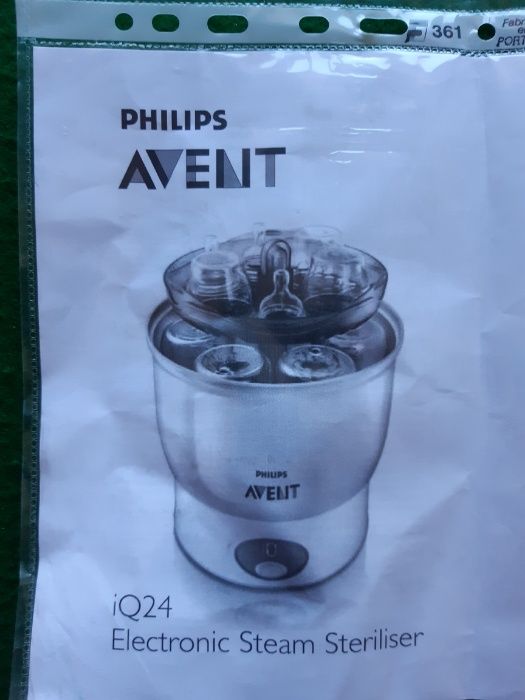 361
PHILIPS
AVENT
PHILIPS
AVENT
iQ24
Electronic Steam Steriliser